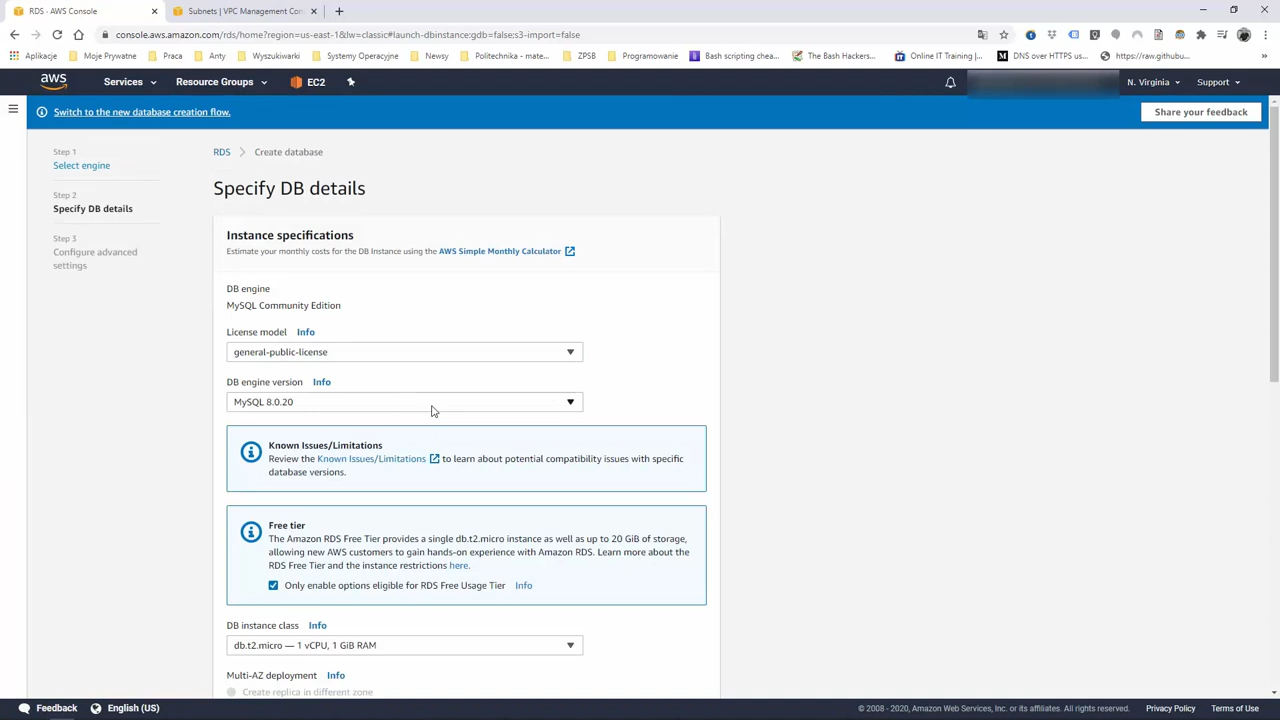 RDS - AWS Console
Subnets | VPC Management Con
console.aws.amazon.com/rds/home?region=us-east-1&lw=classic#launch-dbinstance:gdb=false;s3-import=false
Aplikacje
Moje Prywatne
Praca
Anty
Wyszukiwarki
Systemy Operacyjne
Newsy
Politechnika - mate...
ZPSB
Programowanie
Bash scripting chea...
The Bash Hackers...
Online IT Training |...
DNS over HTTPS us...
https://raw.githubu...
aws
Services
Resource Groups
EC2
N. Virginia
Support
Switch to the new database creation flow.
Share your feedback
Step 1
Select engine
Step 2
Specify DB details
Step 3
Configure advanced
settings
RDS
Create database
Specify DB details
Instance specifications
Estimate your monthly costs for the DB Instance using the AWS Simple Monthly Calculator
DB engine
MySQL Community Edition
License model Info
general-public-license
DB engine version Info
MySQL 8.0.20
Known Issues/Limitations
Review the Known Issues/Limitations to learn about potential compatibility issues with specific
database versions.
Free tier
The Amazon RDS Free Tier provides a single db.t2.micro instance as well as up to 20 GiB of storage,
allowing new AWS customers to gain hands-on experience with Amazon RDS. Learn more about the
RDS Free Tier and the instance restrictions here.
Only enable options eligible for RDS Free Usage Tier Info
DB instance class Info
db.t2.micro — 1 vCPU, 1 GiB RAM
Multi-AZ deployment Info
Create replica in different zone
Feedback
English (US)
© 2008 - 2020, Amazon Web Services, Inc. or its affiliates. All rights reserved.
Privacy Policy
Terms of Use